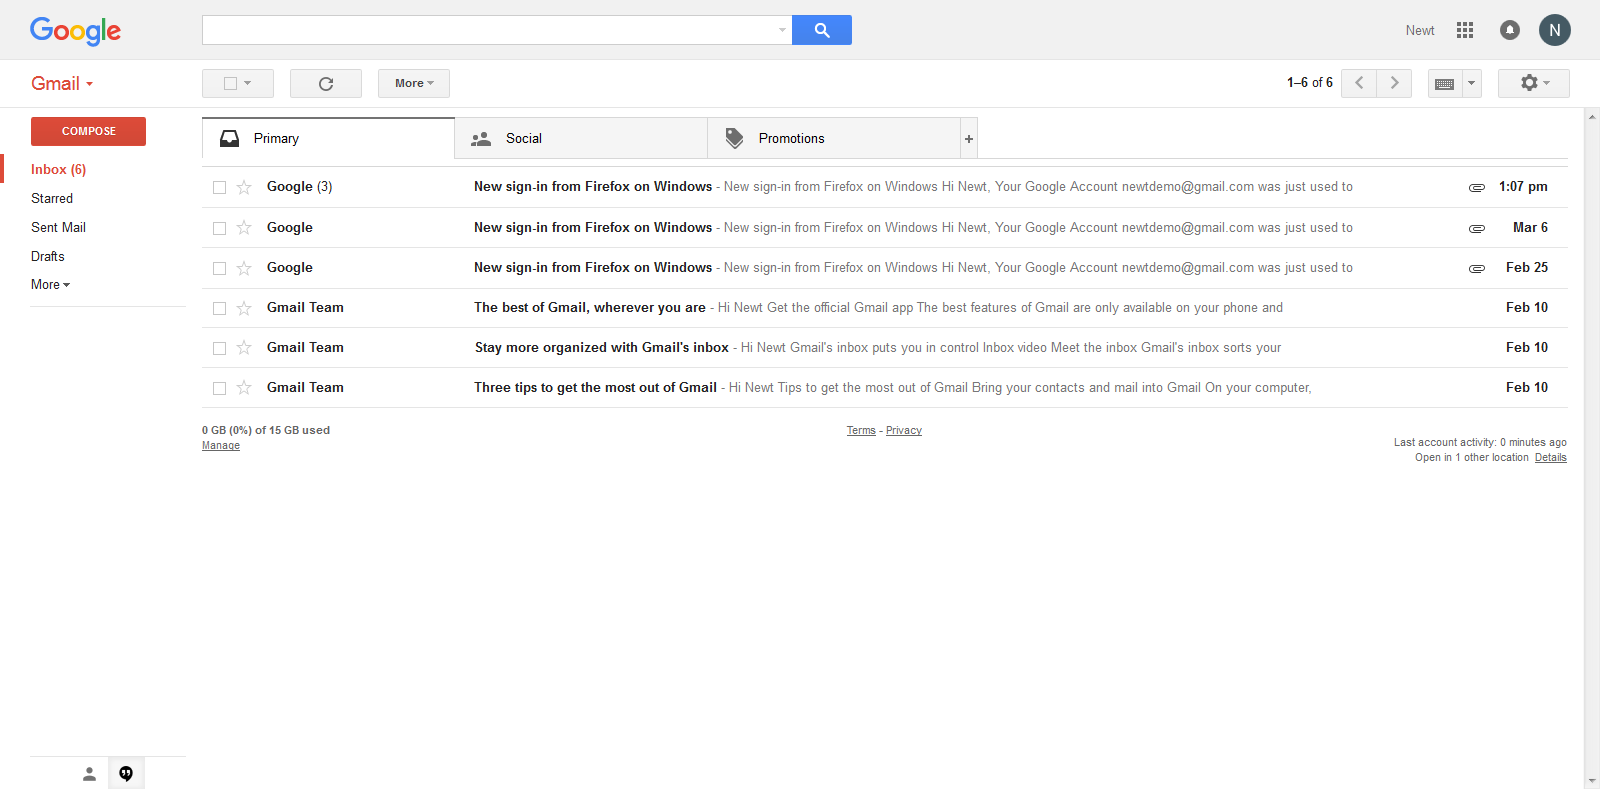 Google
Newt
N
Gmail
More
1–6 of 6
COMPOSE
Inbox (6)
Starred
Sent Mail
Drafts
More
Primary
Social
Promotions
+
Google (3) New sign-in from Firefox on Windows - New sign-in from Firefox on Windows Hi Newt, Your Google Account newtdemo@gmail.com was just used to 1:07 pm
Google New sign-in from Firefox on Windows - New sign-in from Firefox on Windows Hi Newt, Your Google Account newtdemo@gmail.com was just used to Mar 6
Google New sign-in from Firefox on Windows - New sign-in from Firefox on Windows Hi Newt, Your Google Account newtdemo@gmail.com was just used to Feb 25
Gmail Team The best of Gmail, wherever you are - Hi Newt Get the official Gmail app The best features of Gmail are only available on your phone and Feb 10
Gmail Team Stay more organized with Gmail's inbox - Hi Newt Gmail's inbox puts you in control Inbox video Meet the inbox Gmail's inbox sorts your Feb 10
Gmail Team Three tips to get the most out of Gmail - Hi Newt Tips to get the most out of Gmail Bring your contacts and mail into Gmail On your computer, Feb 10
0 GB (0%) of 15 GB used
Manage
Terms - Privacy
Last account activity: 0 minutes ago
Open in 1 other location Details